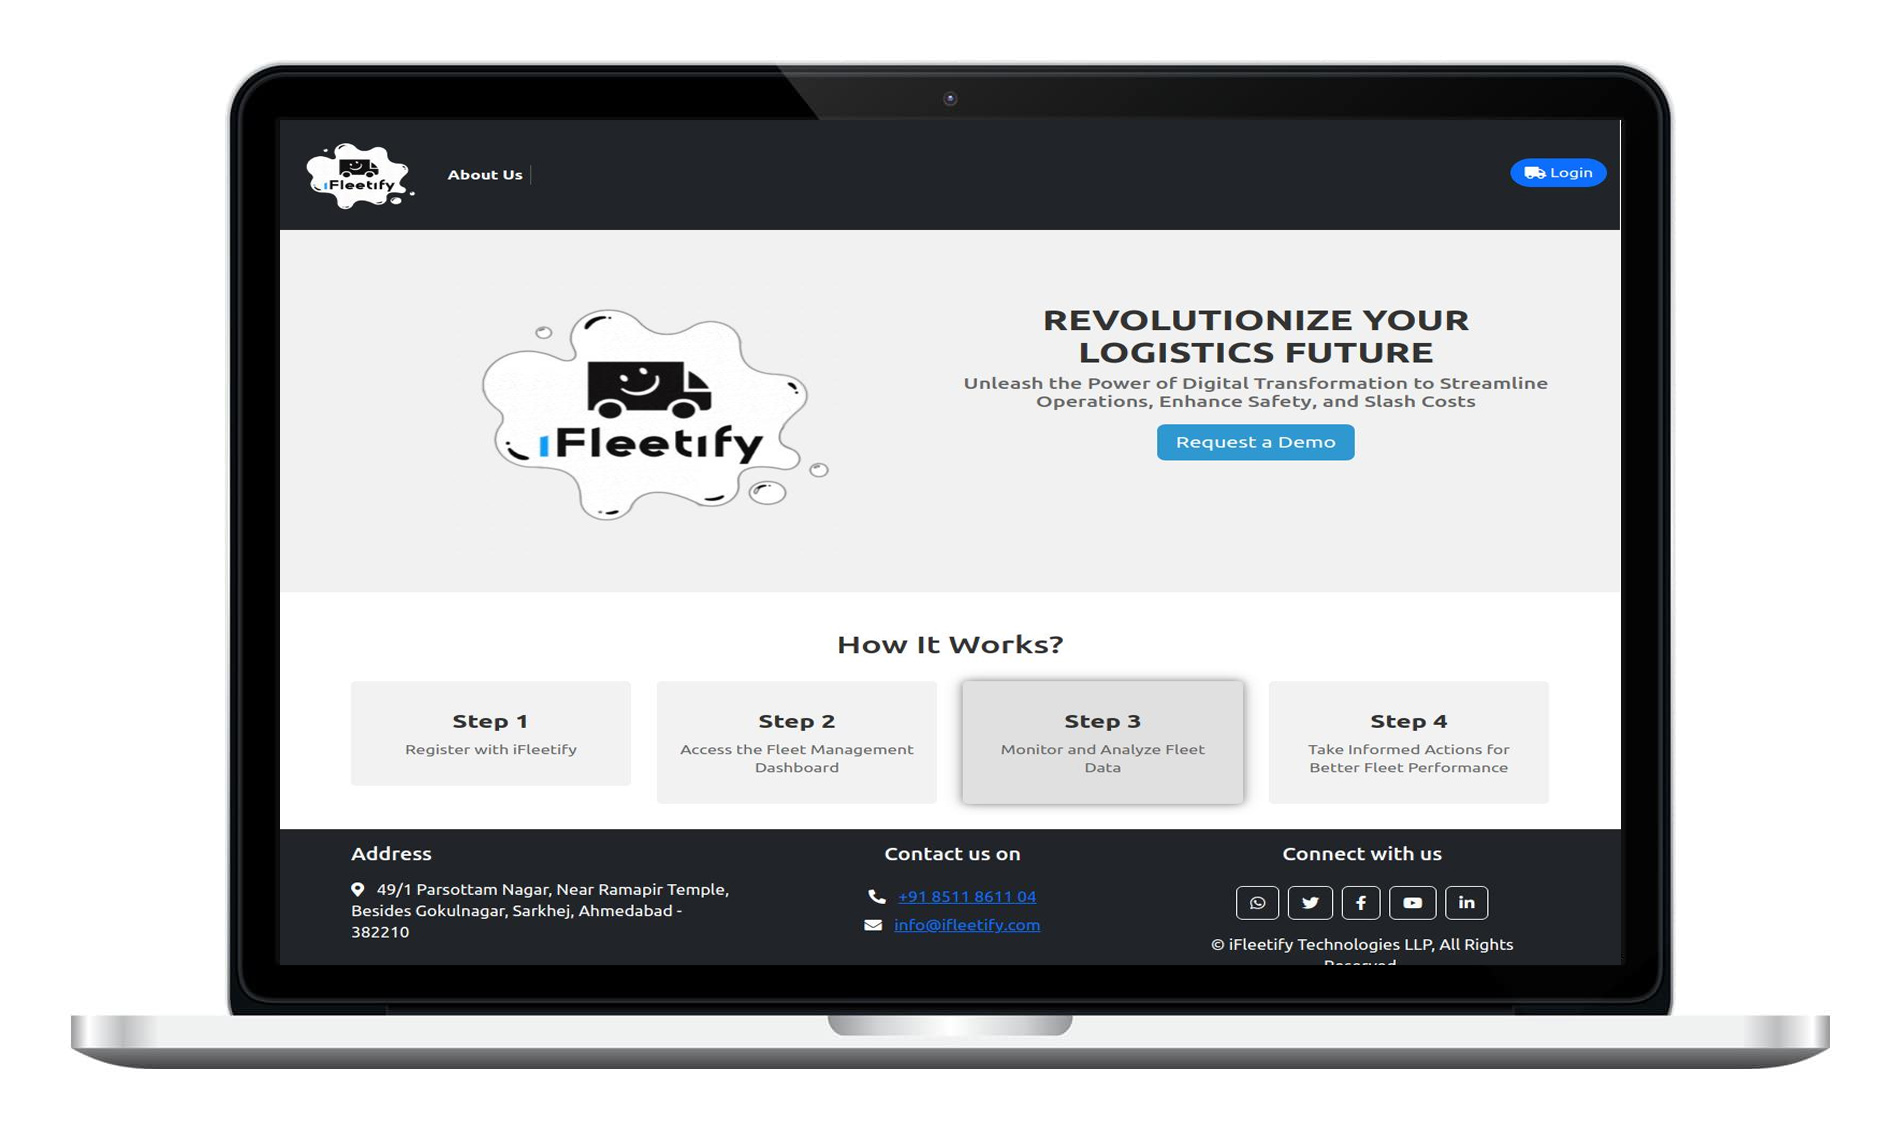 iFleetify
About Us
Login
iFleetify
REVOLUTIONIZE YOUR
LOGISTICS FUTURE
Unleash the Power of Digital Transformation to Streamline
Operations, Enhance Safety, and Slash Costs
Request a Demo
How It Works?
Step 1
Register with iFleetify
Step 2
Access the Fleet Management
Dashboard
Step 3
Monitor and Analyze Fleet
Data
Step 4
Take Informed Actions for
Better Fleet Performance
Address
49/1 Parsottam Nagar, Near Ramapir Temple,
Besides Gokulnagar, Sarkhej, Ahmedabad -
382210
Contact us on
+91 8511 8611 04
info@ifleetify.com
Connect with us
© iFleetify Technologies LLP, All Rights
Reserved